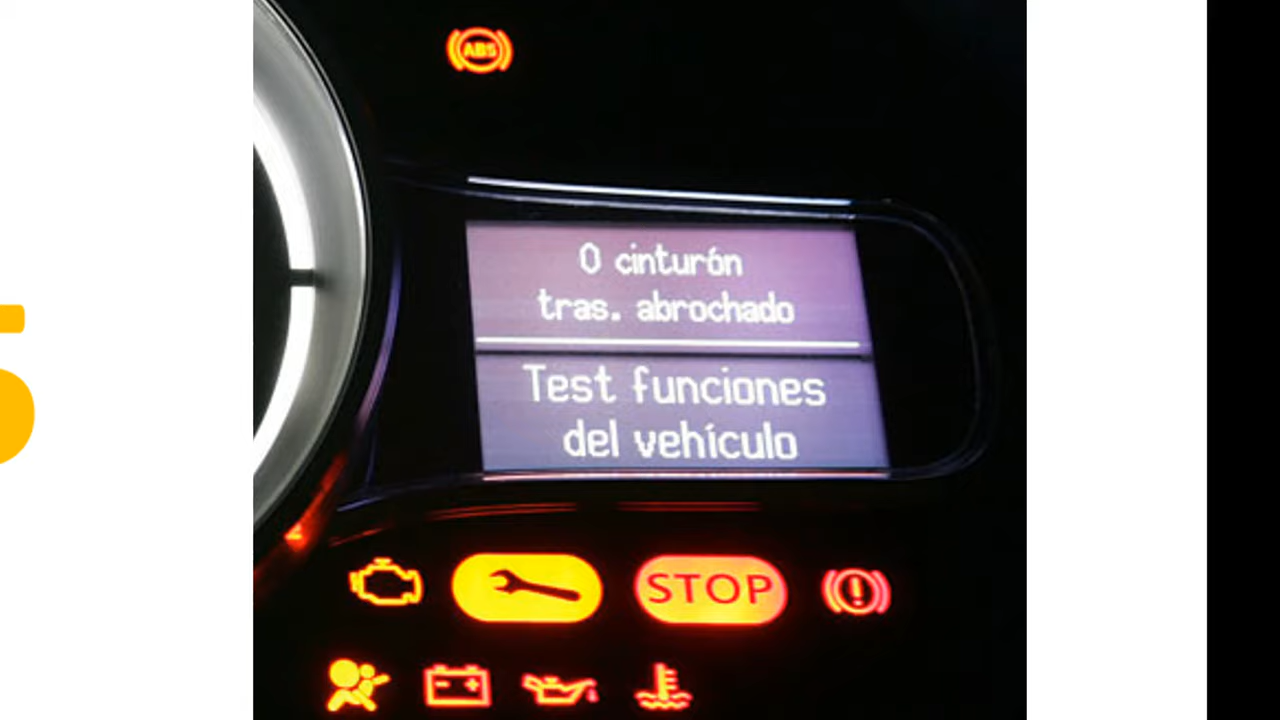 ABS
0 cinturón
tras. abrochado
Test funciones
del vehículo
STOP